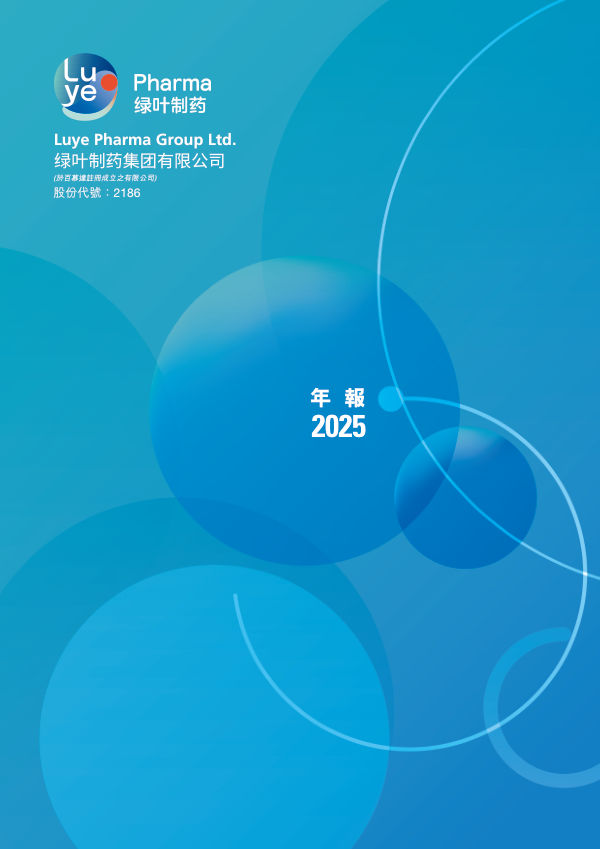 Lu
ye
Pharma
绿叶制药
Luye Pharma Group Ltd.
绿叶制药集团有限公司
(於百慕達註冊成立之有限公司)
股份代號：2186
年 報
2025